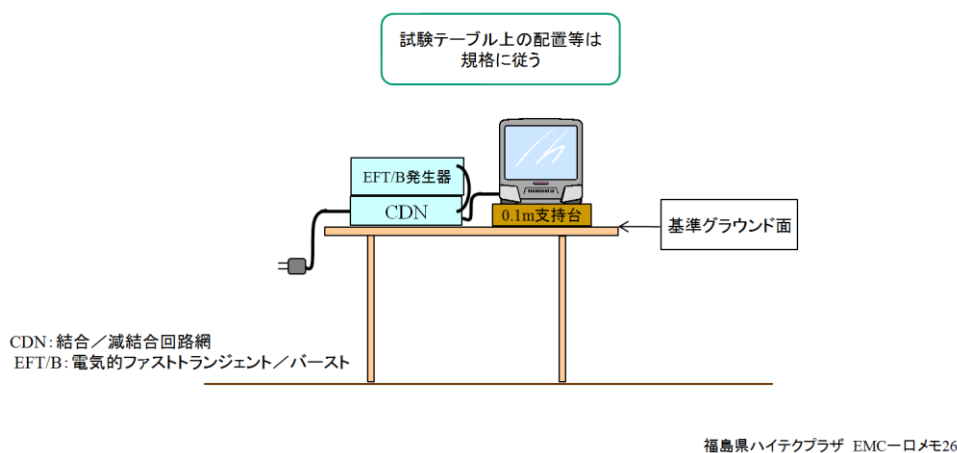 試験テーブル上の配置等は
規格に従う
EFT/B発生器
CDN
0.1m支持台
基準グラウンド面
CDN：結合／減結合回路網
EFT/B：電気的ファストトランジェント／バースト
福島県ハイテクプラザ EMC一口メモ26